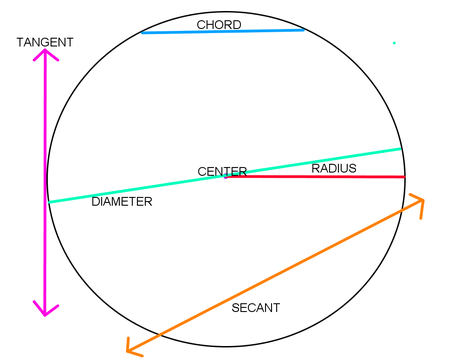 CHORD
TANGENT
CENTER
RADIUS
DIAMETER
SECANT